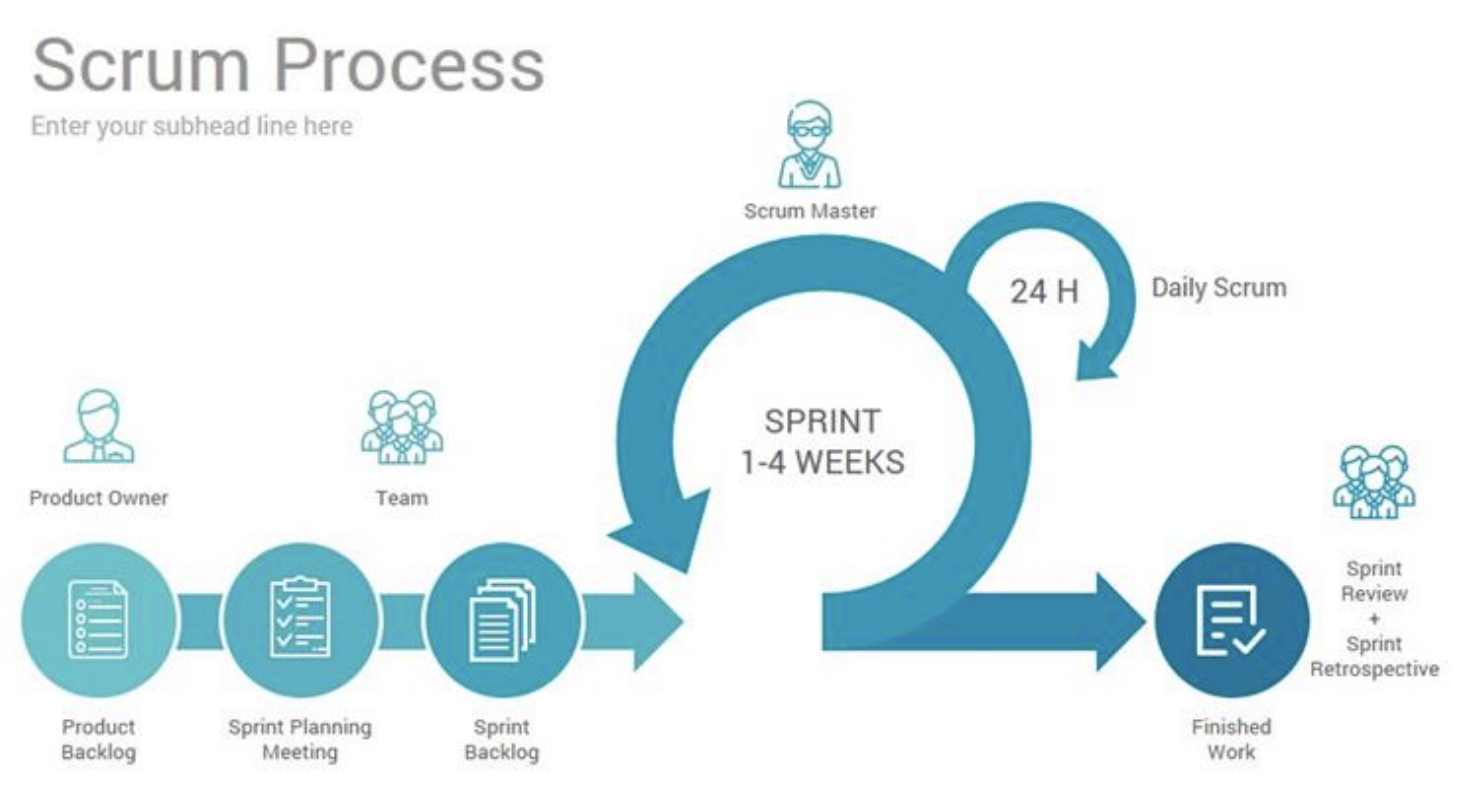 Scrum Process
Enter your subhead line here
Scrum Master
24 H
Daily Scrum
SPRINT
1-4 WEEKS
Product Owner
Team
Product
Backlog
Sprint Planning
Meeting
Sprint
Backlog
Finished
Work
Sprint
Review
+
Sprint
Retrospective